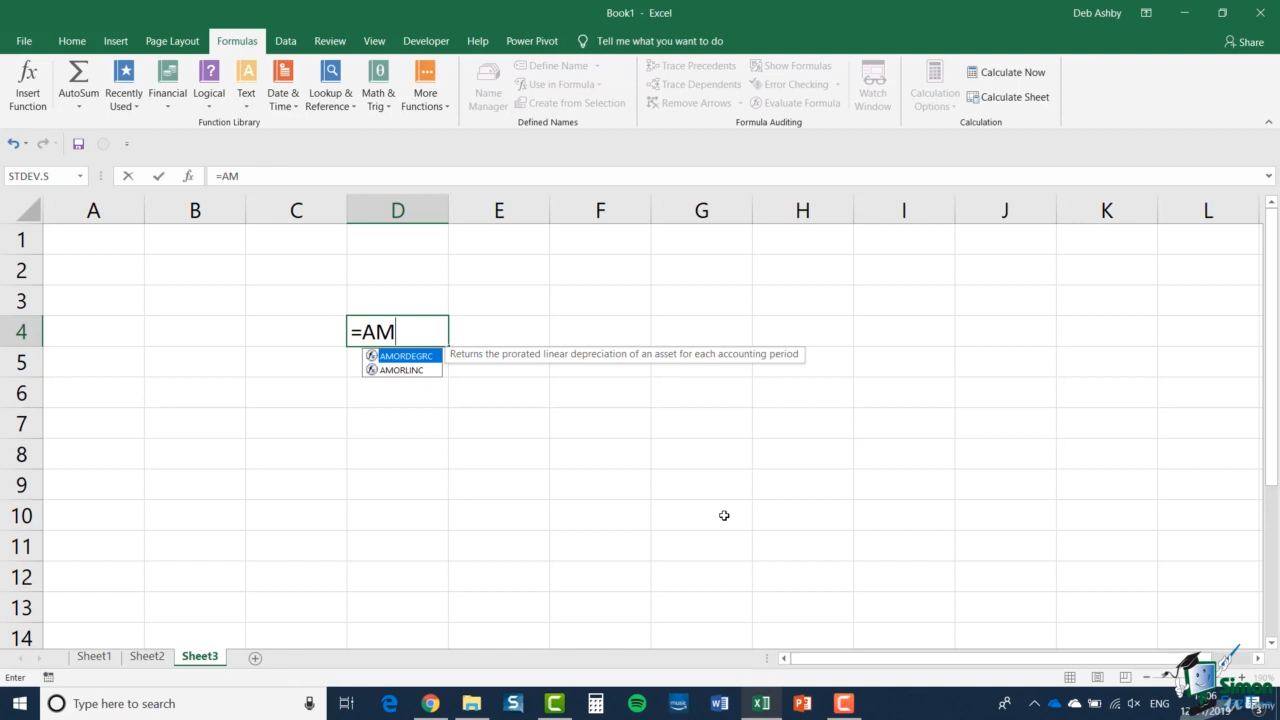 Book1 - Excel
Deb Ashby
File Home Insert Page Layout Formulas Data Review View Developer Help Power Pivot Tell me what you want to do Share
Insert Function
AutoSum
Recently Used
Financial
Logical
Text
Date & Time
Lookup & Reference
Math & Trig
More Functions
Function Library
Name Manager
Define Name
Use in Formula
Create from Selection
Defined Names
Trace Precedents
Trace Dependents
Remove Arrows
Show Formulas
Error Checking
Evaluate Formula
Formula Auditing
Watch Window
Calculation Options
Calculate Now
Calculate Sheet
Calculation
STDEV.S fx =AM
A B C D E F G H I J K L
1
2
3
4 =AM
AMORDEGRC Returns the prorated linear depreciation of an asset for each accounting period
AMORLINC
5
6
7
8
9
10
11
12
13
14
Sheet1 Sheet2 Sheet3
Enter
190%
Type here to search
ENG
Simon